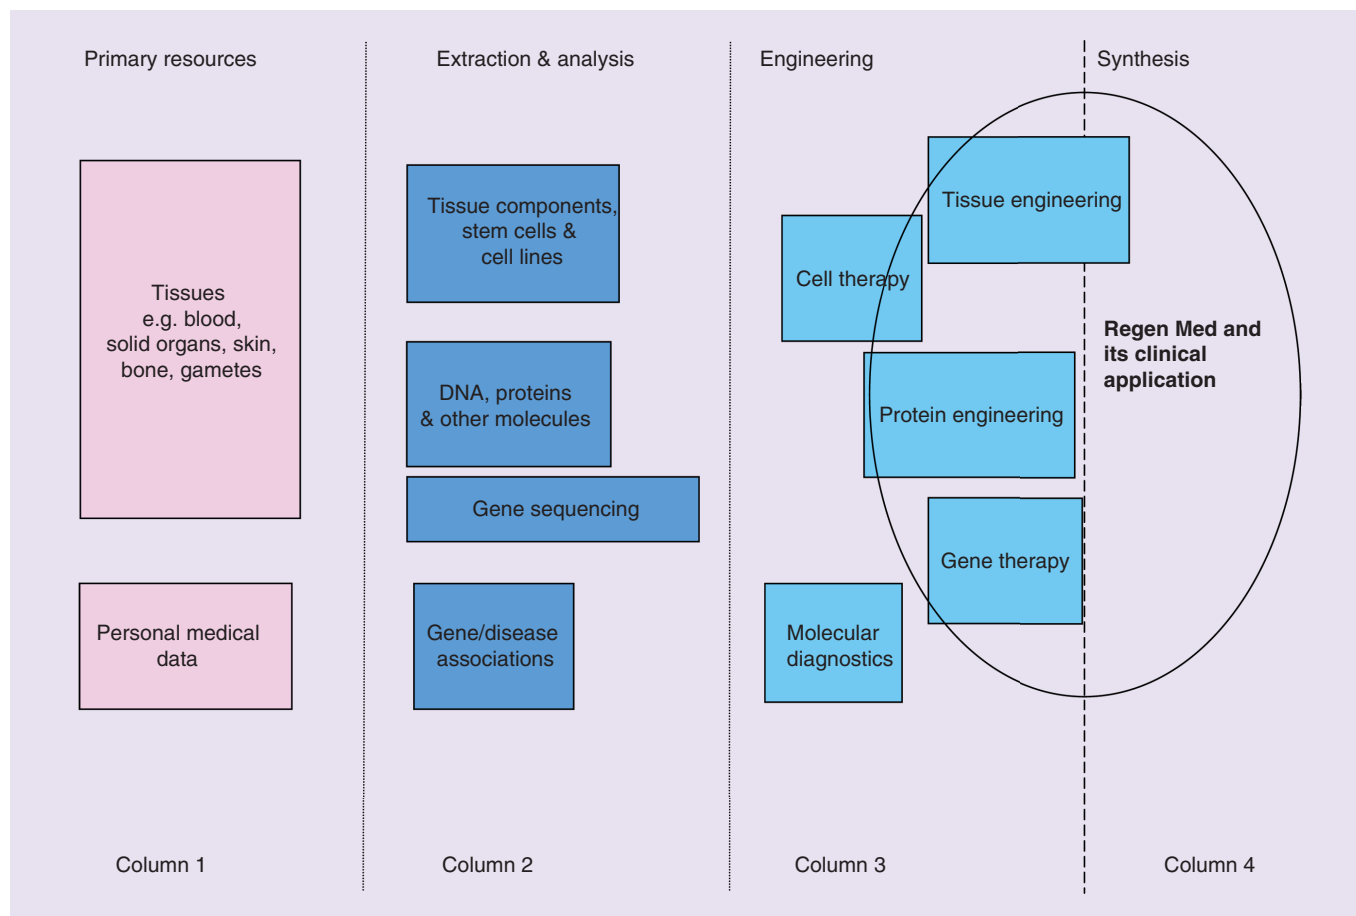 Primary resources
Extraction & analysis
Engineering
Synthesis
Tissues
e.g. blood,
solid organs, skin,
bone, gametes
Personal medical
data
Tissue components,
stem cells &
cell lines
DNA, proteins
& other molecules
Gene sequencing
Gene/disease
associations
Tissue engineering
Cell therapy
Protein engineering
Gene therapy
Molecular
diagnostics
Regen Med and
its clinical
application
Column 1
Column 2
Column 3
Column 4